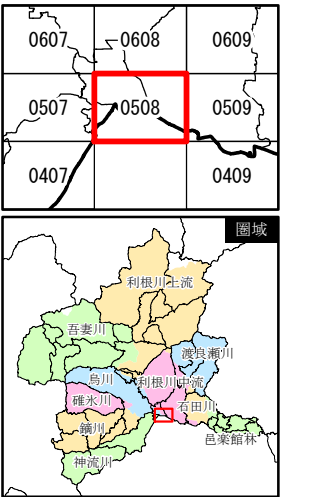 0607 0608 0609
0507 0508 0509
0407 0409
圏域
利根川上流
吾妻川
渡良瀬川
烏川 利根川中流
碓氷川
石田川
鏑川
邑楽館林
神流川